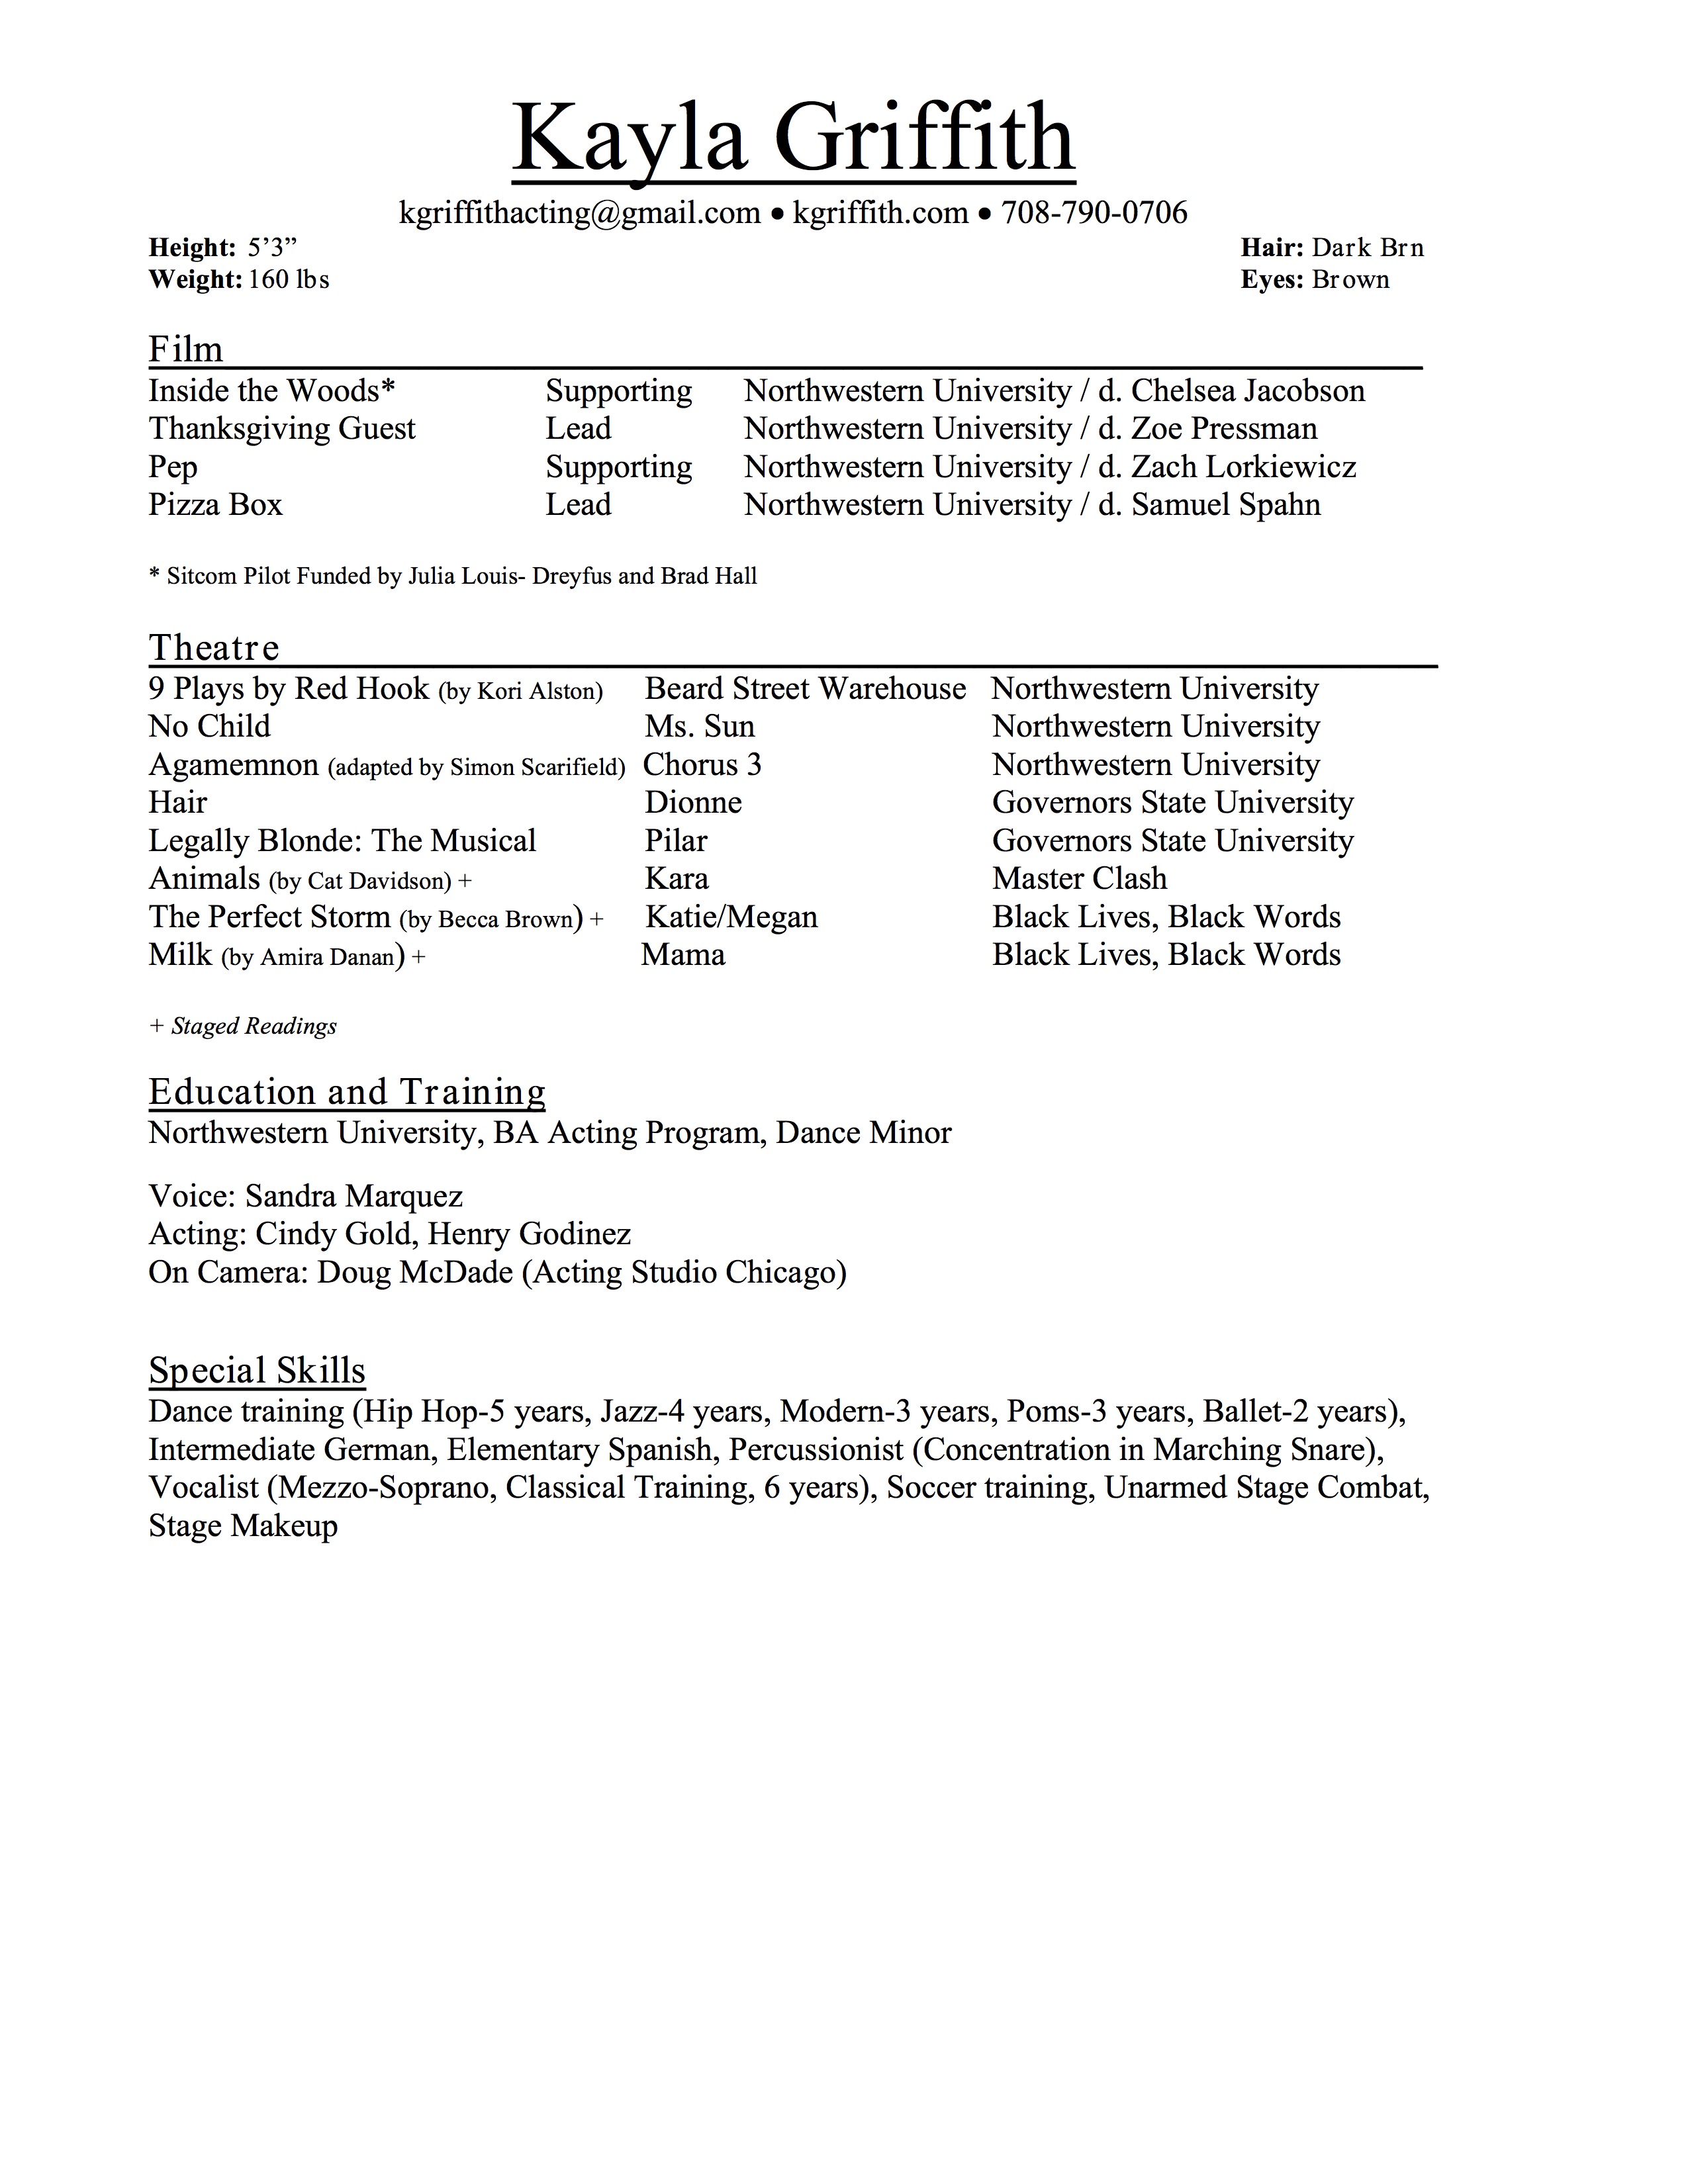 Kayla Griffith
kgriffithacting@gmail.com • kgriffith.com • 708-790-0706
Height: 5’3” Hair: Dark Brn
Weight: 160 lbs Eyes: Brown
Film
Inside the Woods* Supporting Northwestern University / d. Chelsea Jacobson
Thanksgiving Guest Lead Northwestern University / d. Zoe Pressman
Pep Supporting Northwestern University / d. Zach Lorkiewicz
Pizza Box Lead Northwestern University / d. Samuel Spahn
* Sitcom Pilot Funded by Julia Louis- Dreyfus and Brad Hall
Theatre
9 Plays by Red Hook (by Kori Alston) Beard Street Warehouse Northwestern University
No Child Ms. Sun Northwestern University
Agamemnon (adapted by Simon Scarifield) Chorus 3 Northwestern University
Hair Dionne Governors State University
Legally Blonde: The Musical Pilar Governors State University
Animals (by Cat Davidson) + Kara Master Clash
The Perfect Storm (by Becca Brown) + Katie/Megan Black Lives, Black Words
Milk (by Amira Danan) + Mama Black Lives, Black Words
+ Staged Readings
Education and Training
Northwestern University, BA Acting Program, Dance Minor
Voice: Sandra Marquez
Acting: Cindy Gold, Henry Godinez
On Camera: Doug McDade (Acting Studio Chicago)
Special Skills
Dance training (Hip Hop-5 years, Jazz-4 years, Modern-3 years, Poms-3 years, Ballet-2 years),
Intermediate German, Elementary Spanish, Percussionist (Concentration in Marching Snare),
Vocalist (Mezzo-Soprano, Classical Training, 6 years), Soccer training, Unarmed Stage Combat,
Stage Makeup